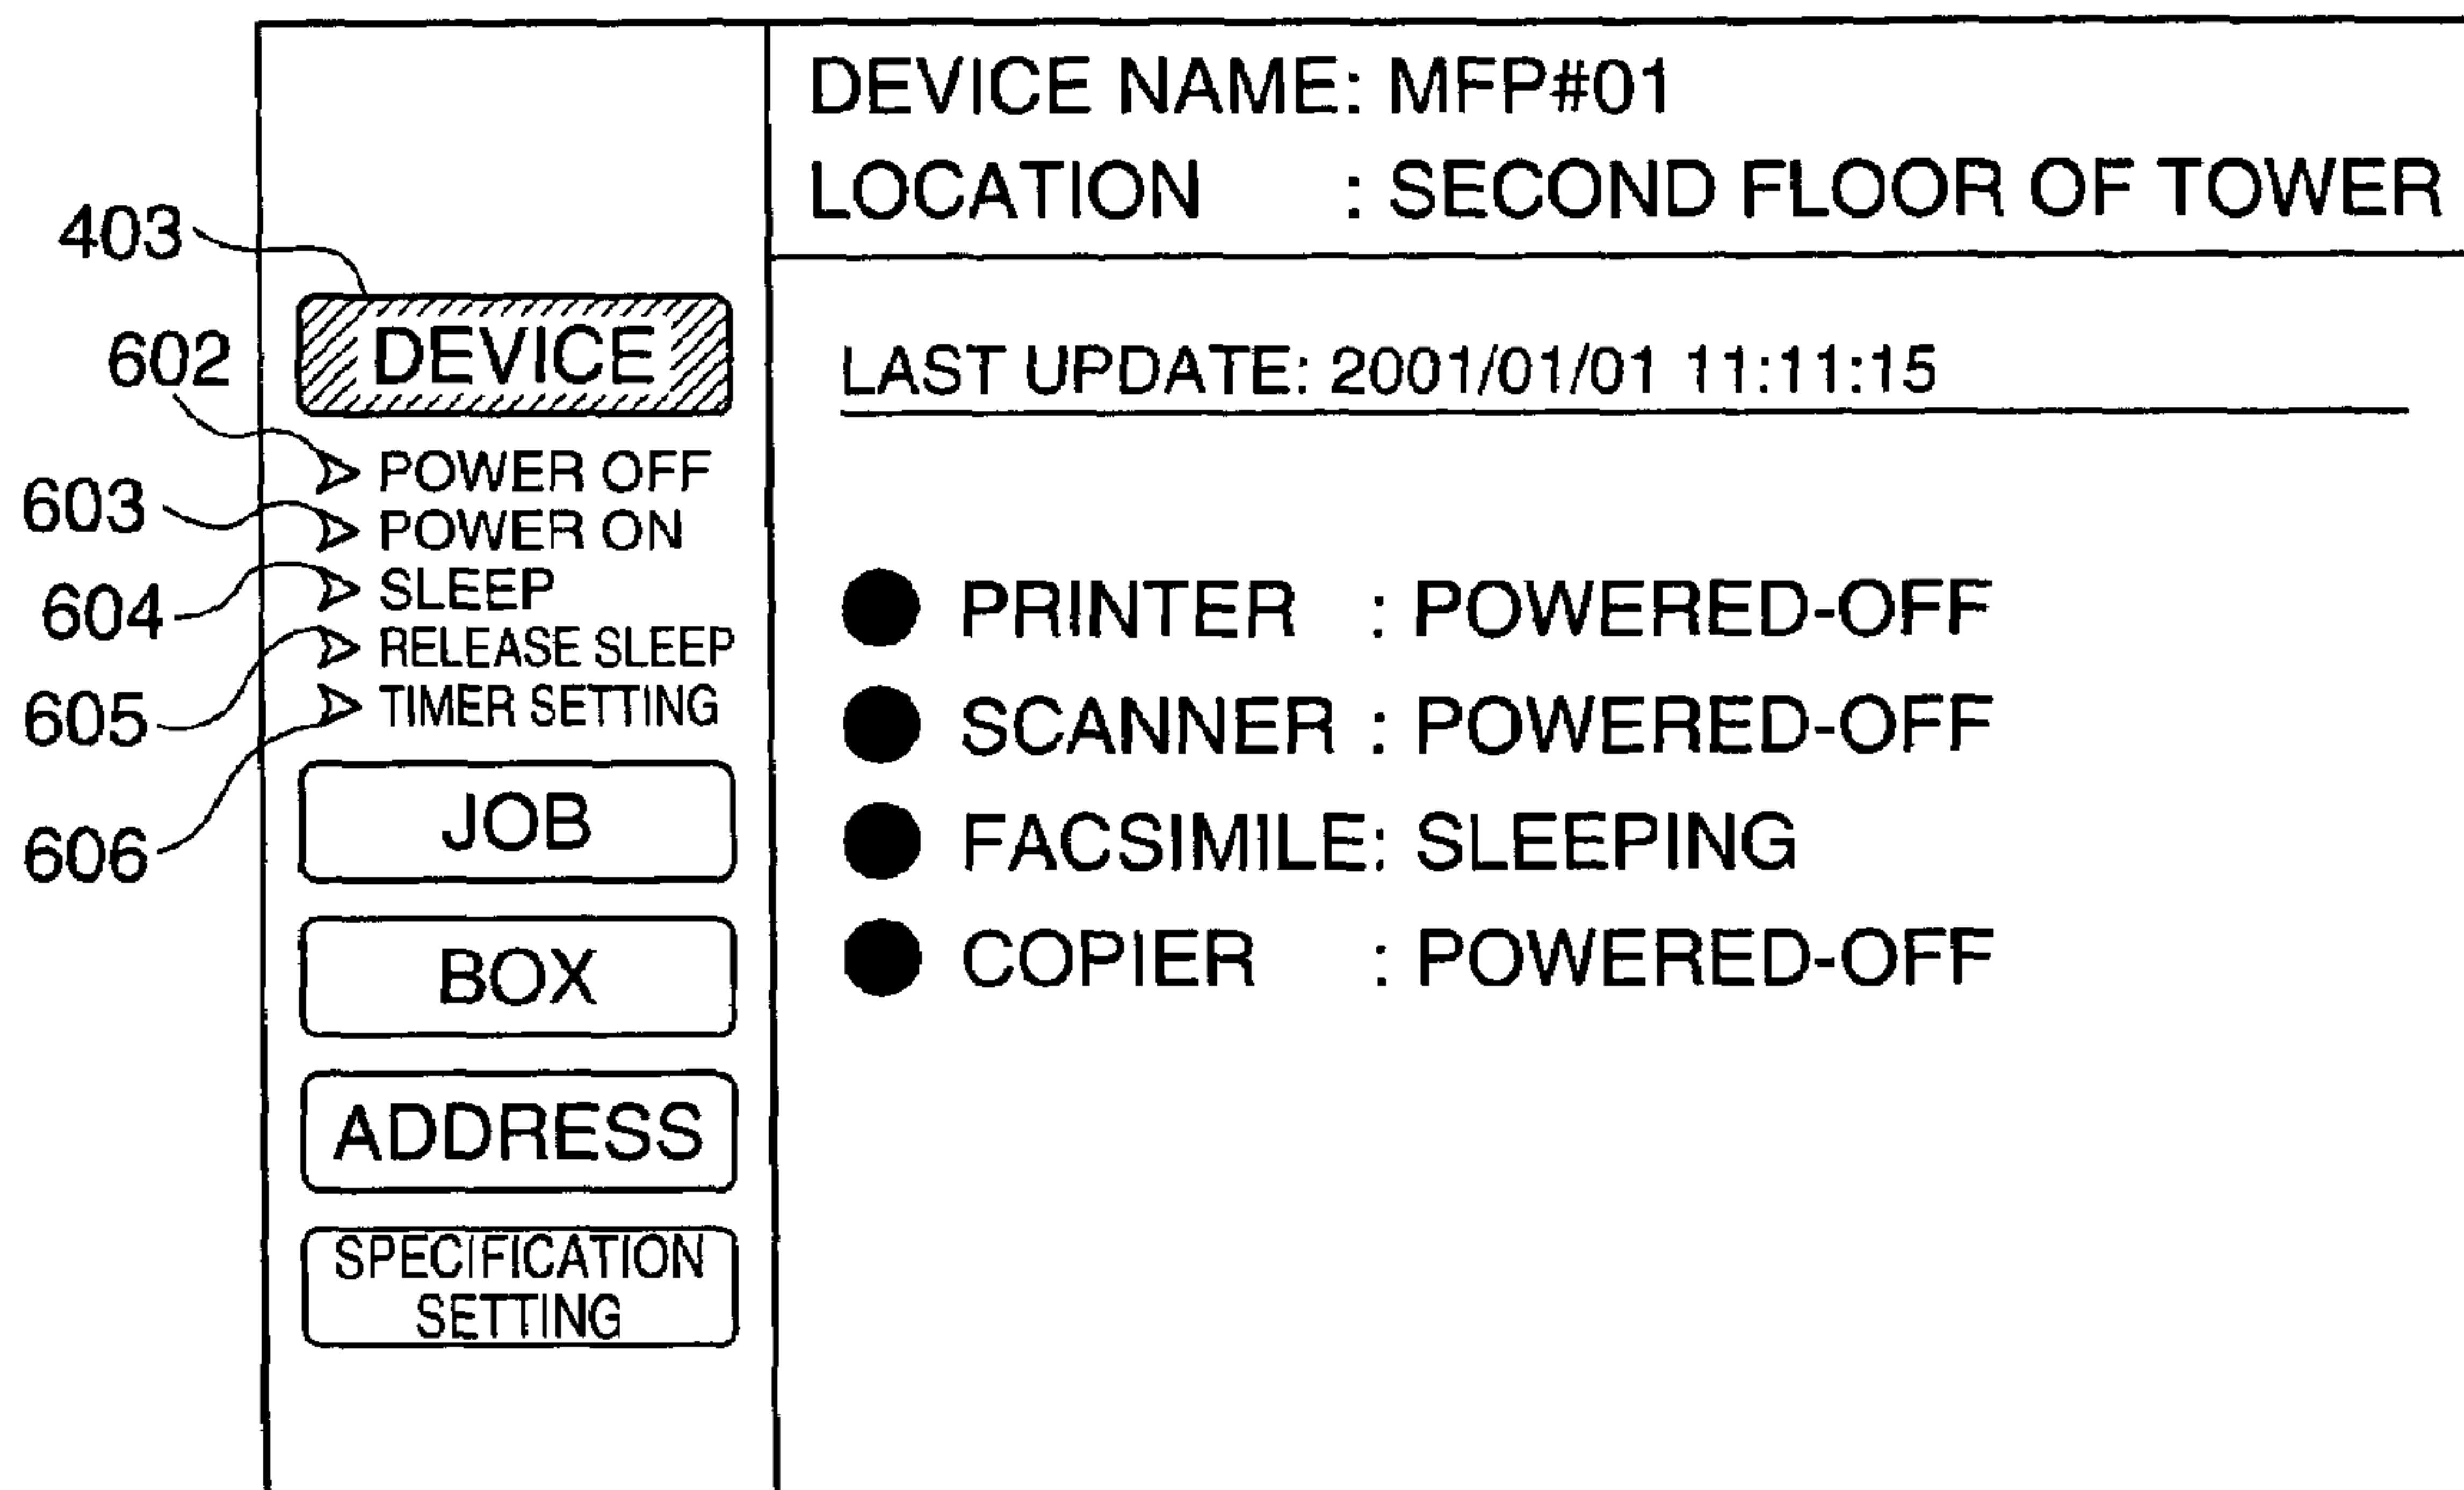 DEVICE NAME: MFP#01
LOCATION : SECOND FLOOR OF TOWER
403
DEVICE
602
LAST UPDATE: 2001/01/01 11:11:15
POWER OFF
603
POWER ON
604
SLEEP
605
RELEASE SLEEP
606
TIMER SETTING
JOB
BOX
ADDRESS
SPECIFICATION
SETTING
PRINTER : POWERED-OFF
SCANNER : POWERED-OFF
FACSIMILE: SLEEPING
COPIER : POWERED-OFF